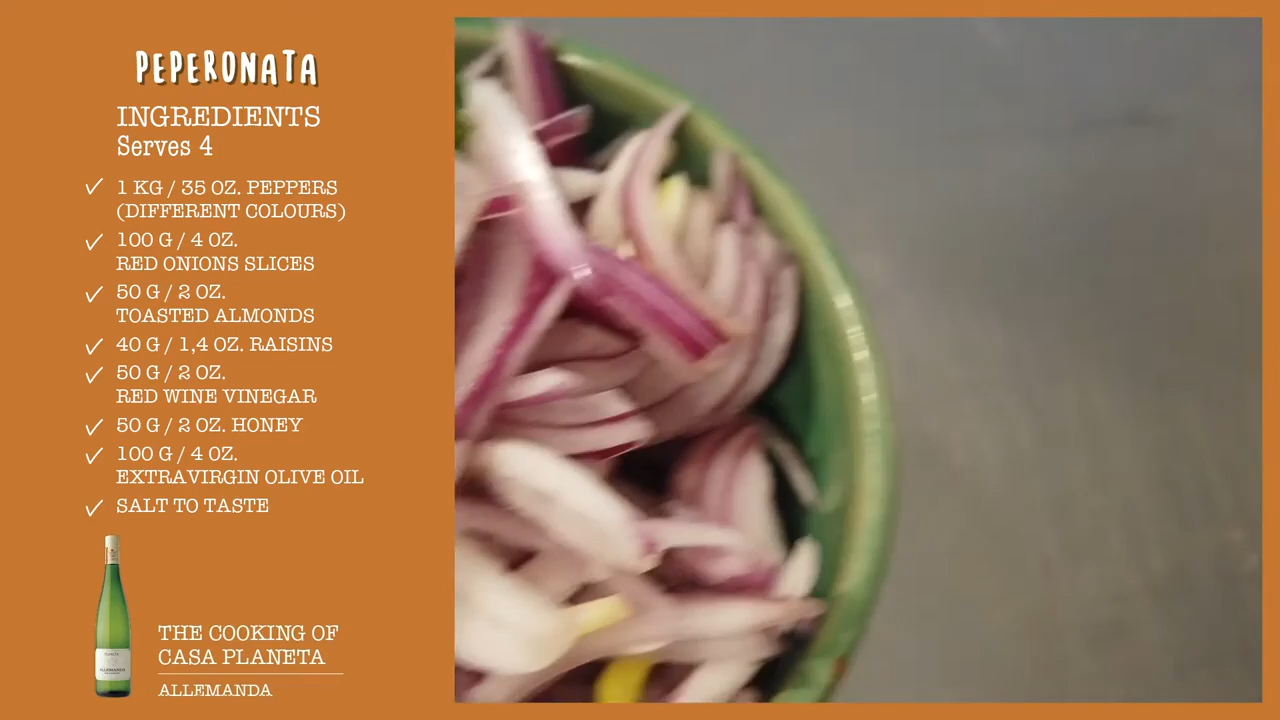 PEPERONATA
INGREDIENTS
Serves 4
1 KG / 35 OZ. PEPPERS
(DIFFERENT COLOURS)
100 G / 4 OZ.
RED ONIONS SLICES
50 G / 2 OZ.
TOASTED ALMONDS
40 G / 1,4 OZ. RAISINS
50 G / 2 OZ.
RED WINE VINEGAR
50 G / 2 OZ. HONEY
100 G / 4 OZ.
EXTRAVIRGIN OLIVE OIL
SALT TO TASTE
THE COOKING OF
CASA PLANETA
ALLEMANDA
ALLEMANDA